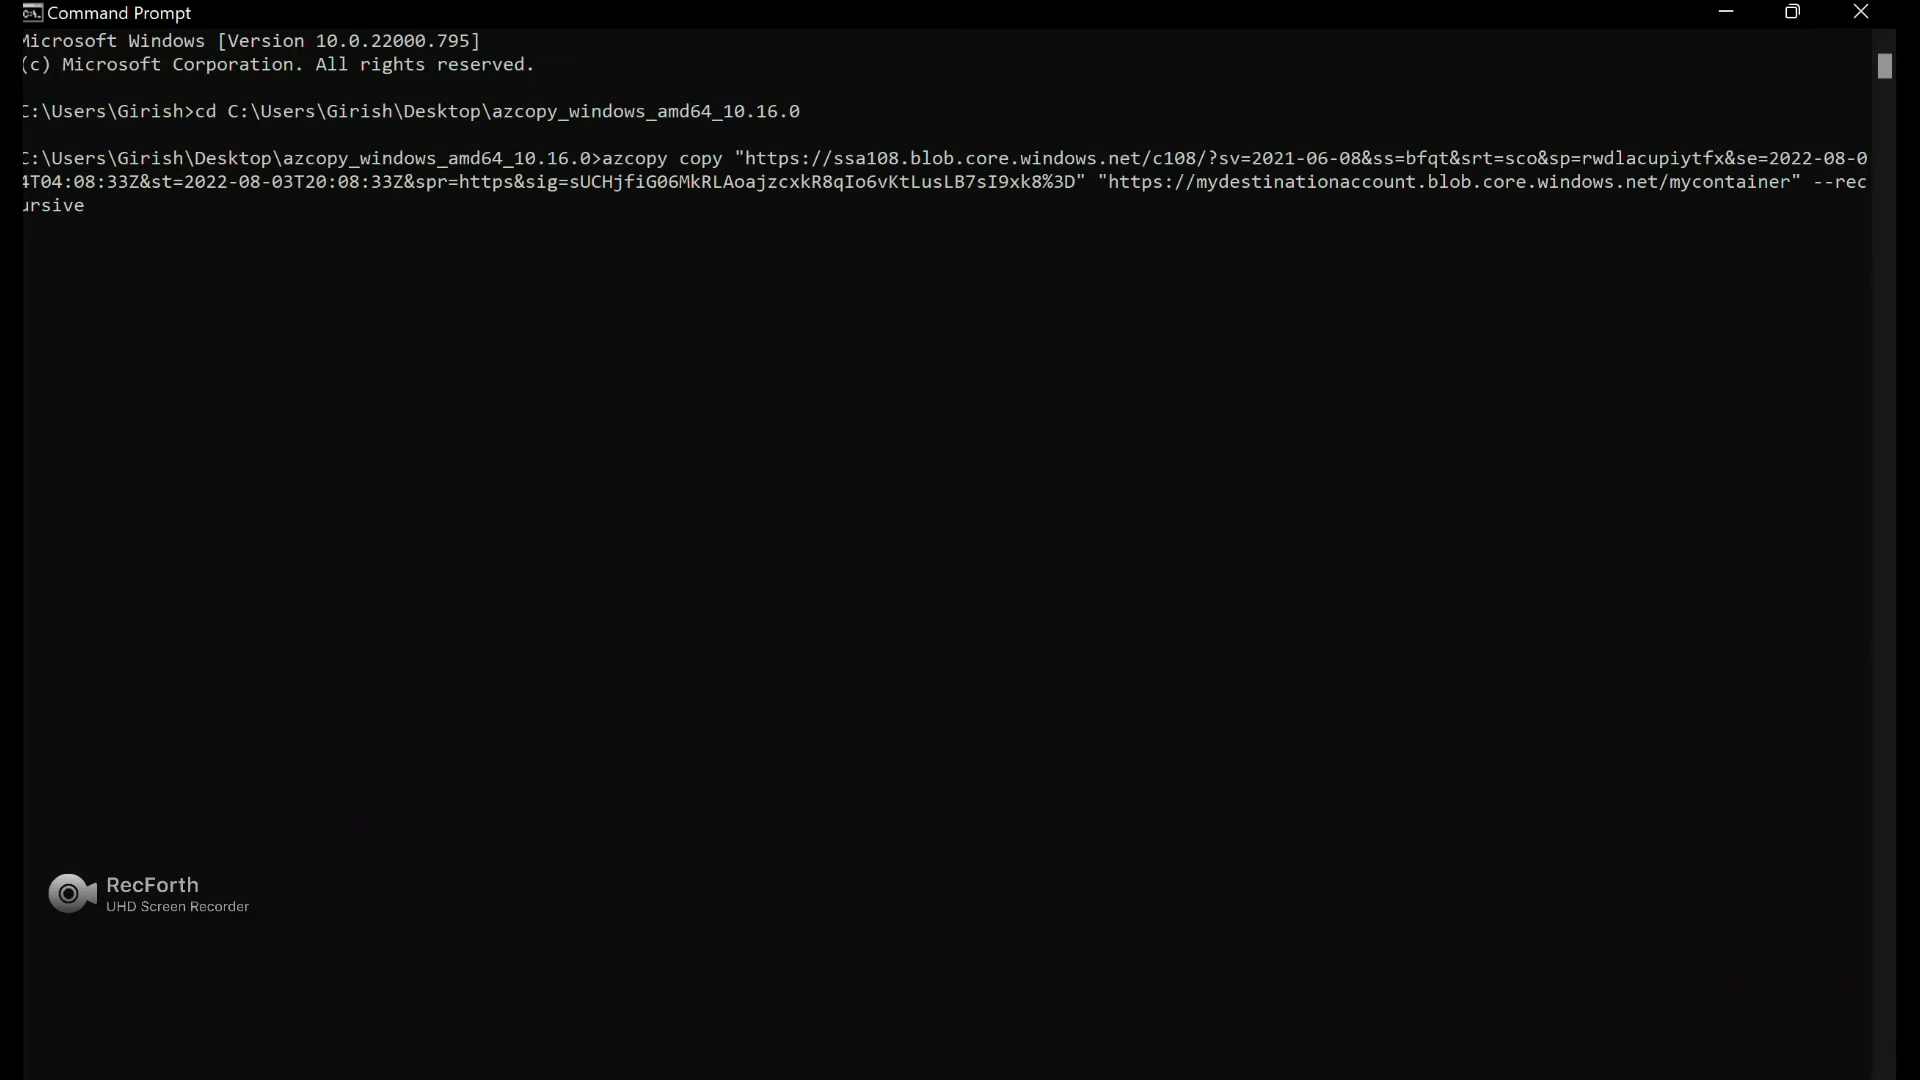 Command Prompt
Microsoft Windows [Version 10.0.22000.795]
(c) Microsoft Corporation. All rights reserved.
C:\Users\Girish>cd C:\Users\Girish\Desktop\azcopy_windows_amd64_10.16.0
C:\Users\Girish\Desktop\azcopy_windows_amd64_10.16.0>azcopy copy "https://ssa108.blob.core.windows.net/c108/?sv=2021-06-08&ss=bfqt&srt=sco&sp=rwdlacupiytfx&se=2022-08-0
4T04:08:33Z&st=2022-08-03T20:08:33Z&spr=https&sig=sUCHjfiG06MkRLAoajzcxkR8qIo6vKtLusLB7sI9xk8%3D" "https://mydestinationaccount.blob.core.windows.net/mycontainer" --rec
ursive
RecForth
UHD Screen Recorder